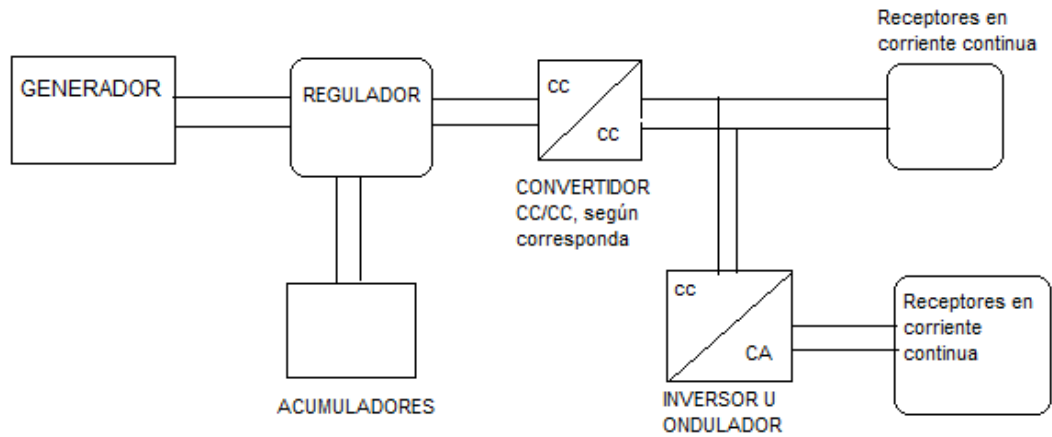 GENERADOR
REGULADOR
ACUMULADORES
CC
CC
CONVERTIDOR
CC/CC, según
corresponda
Receptores en
corriente continua
CC
CA
INVERSOR U
ONDULADOR
Receptores en
corriente
continua